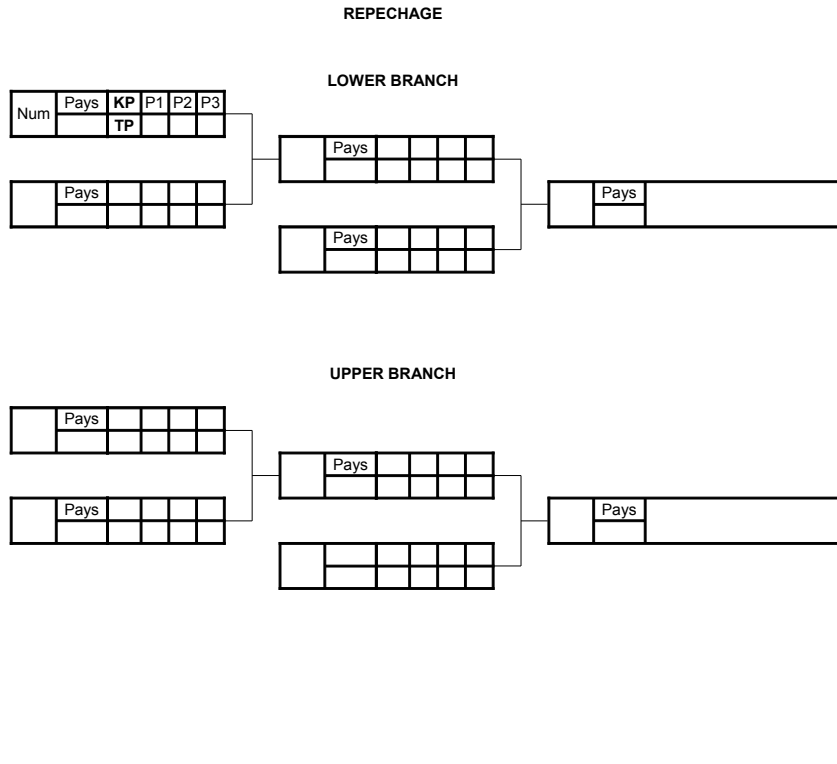 REPECHAGE
LOWER BRANCH
Num Pays KP P1 P2 P3
TP
Pays
Pays
Pays
Pays
UPPER BRANCH
Pays
Pays
Pays
Pays